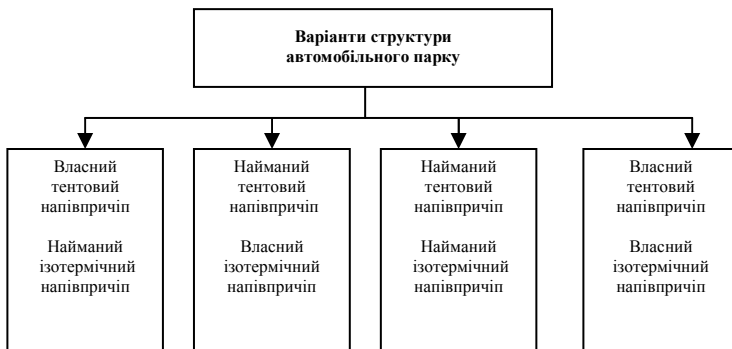 Варіанти структури
автомобільного парку
Власний
тентовий
напівпричіп
Найманий
ізотермічний
напівпричіп
Найманий
тентовий
напівпричіп
Власний
ізотермічний
напівпричіп
Найманий
тентовий
напівпричіп
Найманий
ізотермічний
напівпричіп
Власний
тентовий
напівпричіп
Власний
ізотермічний
напівпричіп